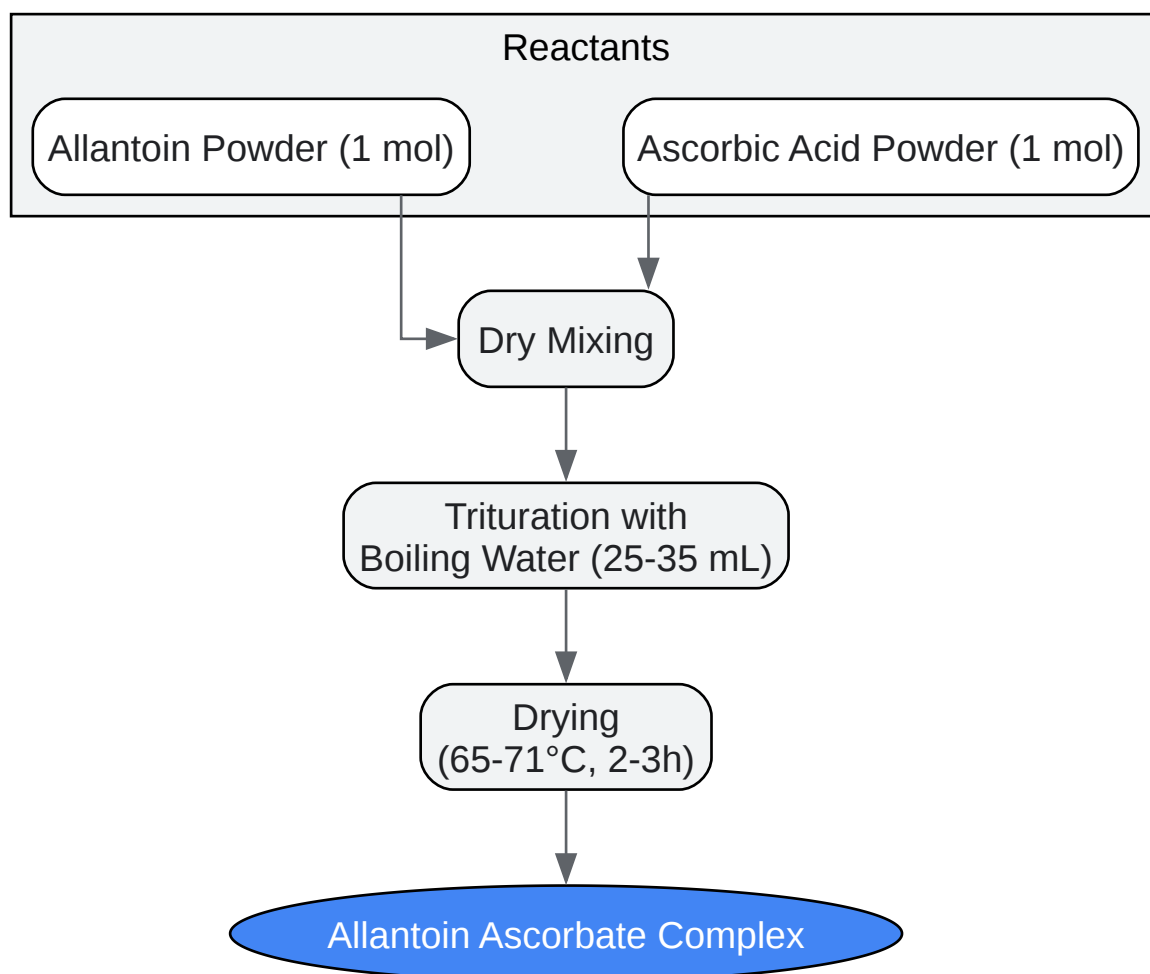 Reactants
Allantoin Powder (1 mol)
Ascorbic Acid Powder (1 mol)
Dry Mixing
Trituration with
Boiling Water (25-35 mL)
Drying
(65-71°C, 2-3h)
Allantoin Ascorbate Complex